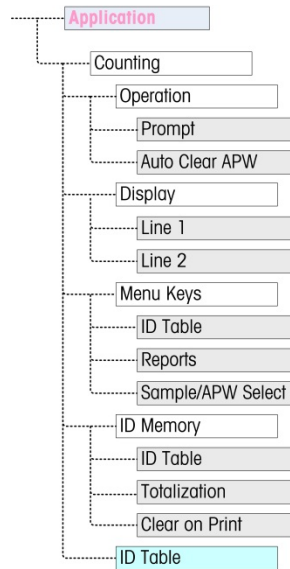 Application
Counting
Operation
Prompt
Auto Clear APW
Display
Line 1
Line 2
Menu Keys
ID Table
Reports
Sample/APW Select
ID Memory
ID Table
Totalization
Clear on Print
ID Table